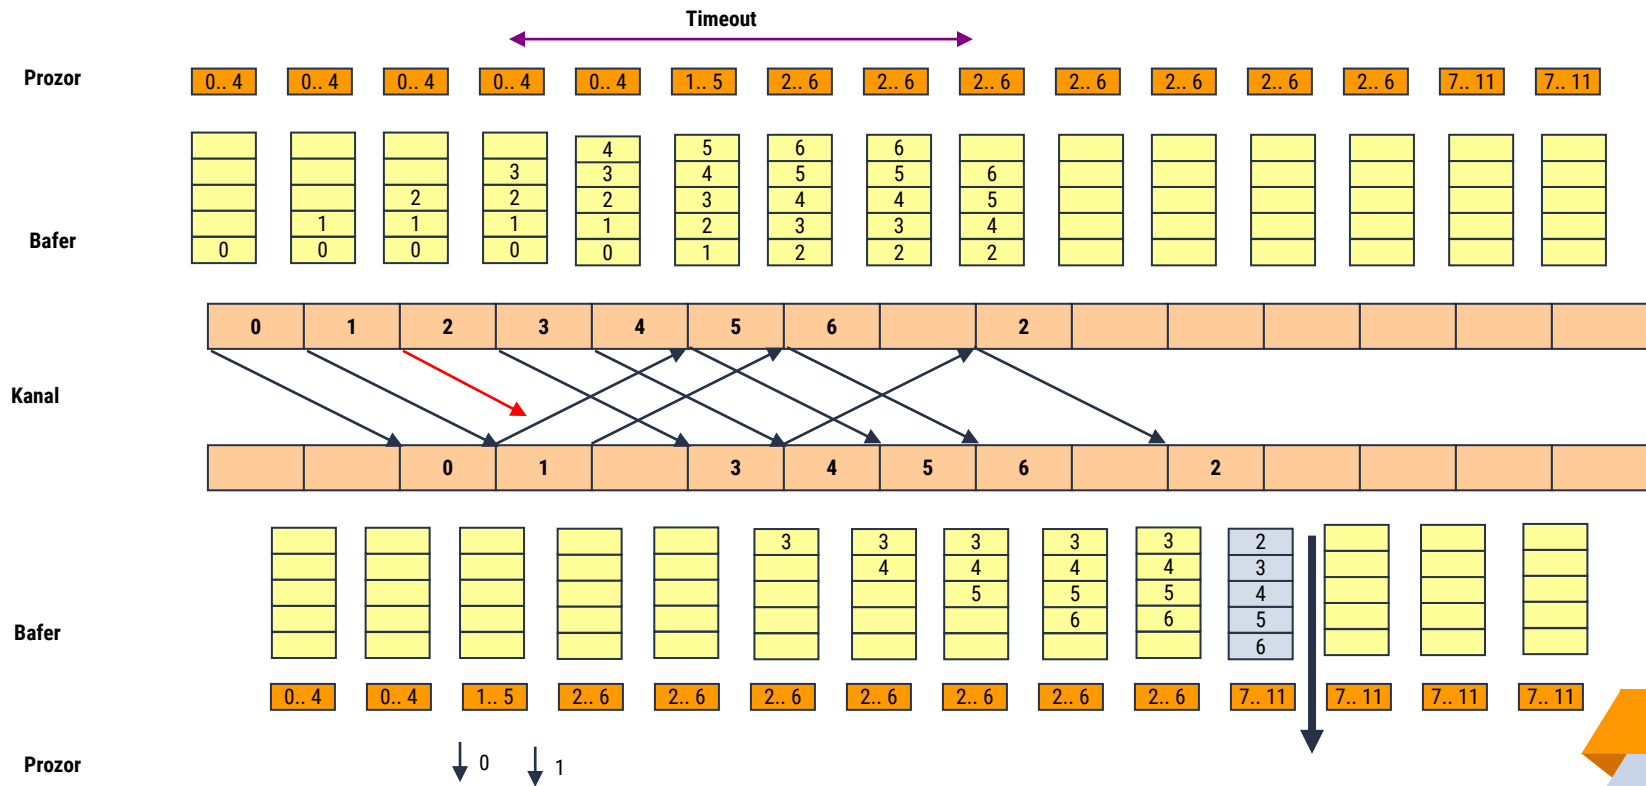 Timeout
Prozor 0.. 4 0.. 4 0.. 4 0.. 4 0.. 4 1.. 5 2.. 6 2.. 6 2.. 6 2.. 6 2.. 6 2.. 6 2.. 6 7.. 11 7.. 11
4 5 6 6
3 3 4 5 5 6
2 2 2 3 4 4 5
1 1 1 1 2 3 3 4
Bafer
0 0 0 0 0 1 2 2 2
0 1 2 3 4 5 6 2
Kanal
0 1 3 4 5 6 2
3 3 3 3 3 2
4 4 4 4 3
5 5 5 4
6 6 5
Bafer
6
0.. 4 0.. 4 1.. 5 2.. 6 2.. 6 2.. 6 2.. 6 2.. 6 2.. 6 2.. 6 7.. 11 7.. 11 7.. 11 7.. 11
Prozor 0 1